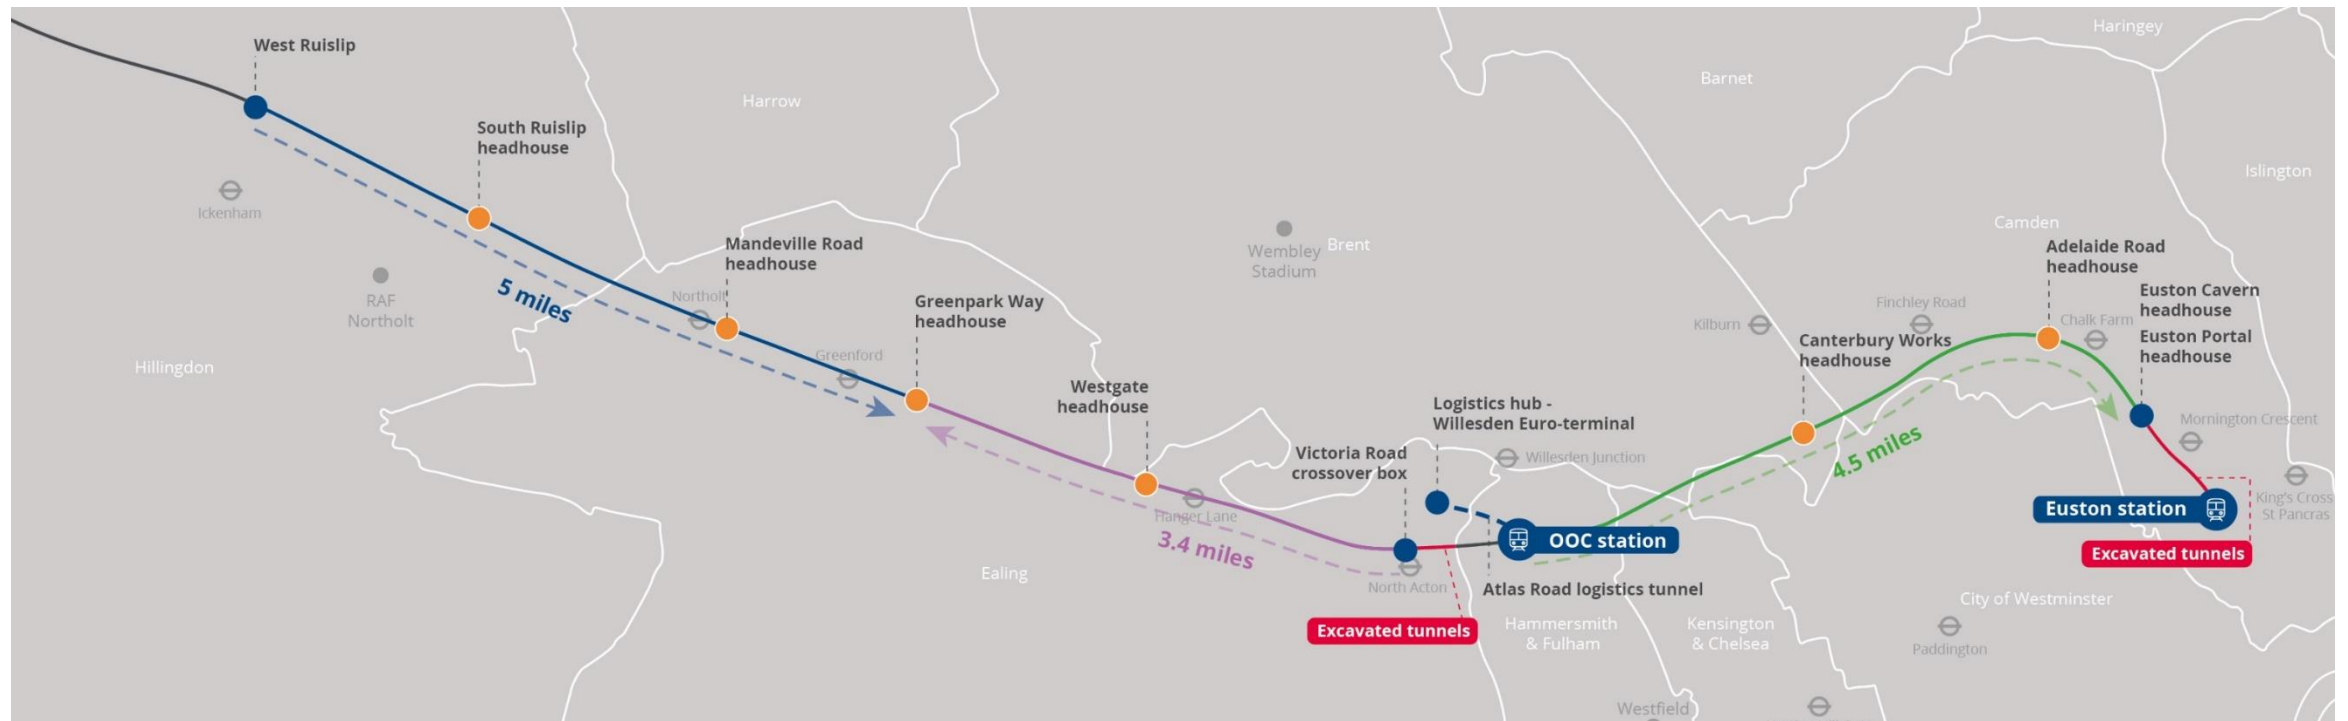 West Ruislip
Haringey
Barnet
Harrow
South Ruislip
headhouse
Islington
Ickenham
Camden
Mandeville Road
headhouse
Wembley
Stadium
Brent
Adelaide Road
headhouse
RAF
Northolt
5 miles
Northolt
Greenpark Way
headhouse
Euston Cavern
headhouse
Euston Portal
headhouse
Finchley Road
Chalk Farm
Kilburn
Canterbury Works
headhouse
Hillingdon
Greenford
Westgate
headhouse
Logistics hub -
Willesden Euro-terminal
Mornington Crescent
Victoria Road
crossover box
Willesden Junction
4.5 miles
King's Cross
St Pancras
Hanger Lane
3.4 miles
Euston station
OOC station
Excavated tunnels
Ealing
North Acton
Atlas Road logistics tunnel
City of Westminster
Excavated tunnels
Hammersmith
& Fulham
Kensington
& Chelsea
Paddington
Westfield